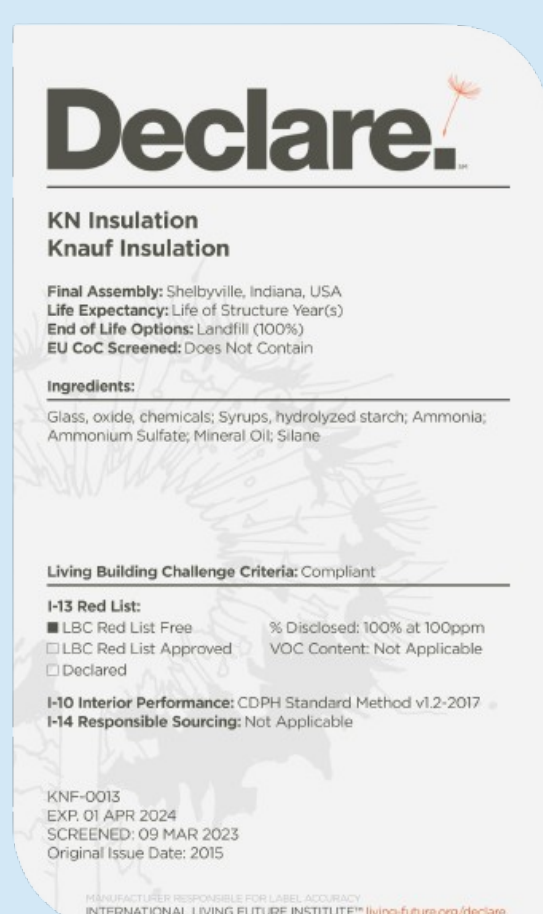 Declare.
SM
KN Insulation
Knauf Insulation
Final Assembly: Shelbyville, Indiana, USA
Life Expectancy: Life of Structure Year(s)
End of Life Options: Landfill (100%)
EU CoC Screened: Does Not Contain
Ingredients:
Glass, oxide, chemicals; Syrups, hydrolyzed starch; Ammonia;
Ammonium Sulfate; Mineral Oil; Silane
Living Building Challenge Criteria: Compliant
I-13 Red List:
■ LBC Red List Free % Disclosed: 100% at 100ppm
□ LBC Red List Approved VOC Content: Not Applicable
□ Declared
I-10 Interior Performance: CDPH Standard Method v1.2-2017
I-14 Responsible Sourcing: Not Applicable
KNF-0013
EXP. 01 APR 2024
SCREENED: 09 MAR 2023
Original Issue Date: 2015
MANUFACTURER RESPONSIBLE FOR LABEL ACCURACY
INTERNATIONAL LIVING FUTURE INSTITUTE™ living-future.org/declare